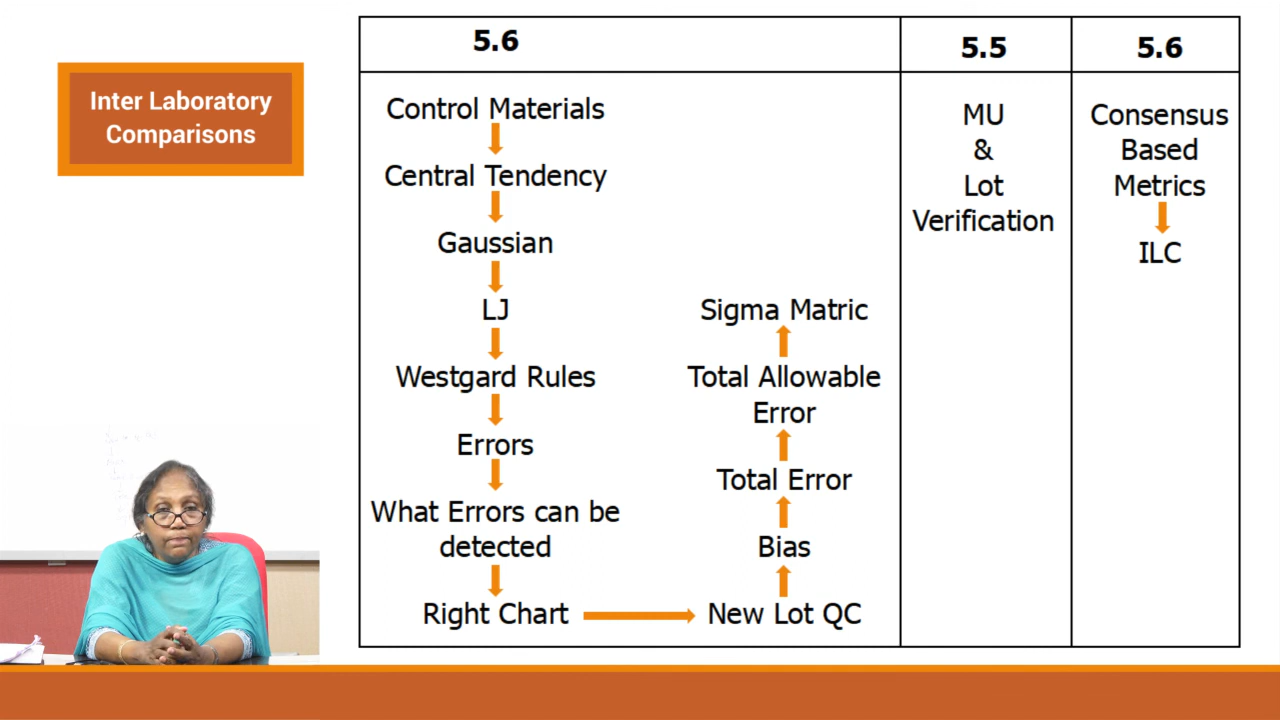 Inter Laboratory
Comparisons
5.6
5.5
5.6
Control Materials
Central Tendency
Gaussian
LJ
Westgard Rules
Errors
What Errors can be
detected
Right Chart
New Lot QC
Bias
Total Error
Total Allowable
Error
Sigma Matric
MU
&
Lot
Verification
Consensus
Based
Metrics
ILC